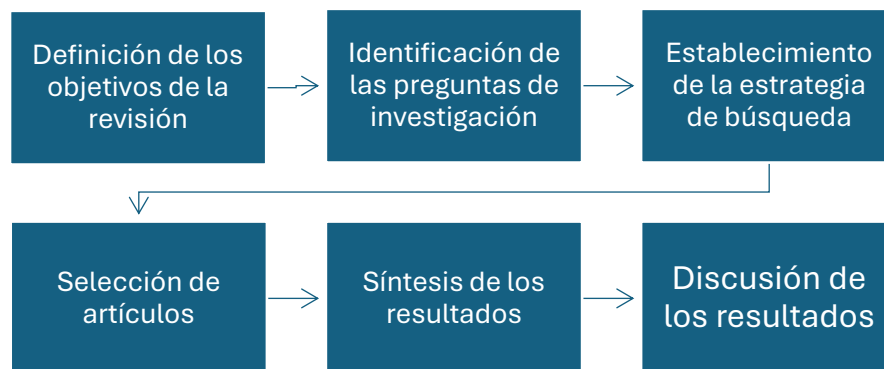 Definición de los
objetivos de la
revisión
Identificación de
las preguntas de
investigación
Establecimiento
de la estrategia
de búsqueda
Selección de
artículos
Síntesis de los
resultados
Discusión de
los resultados